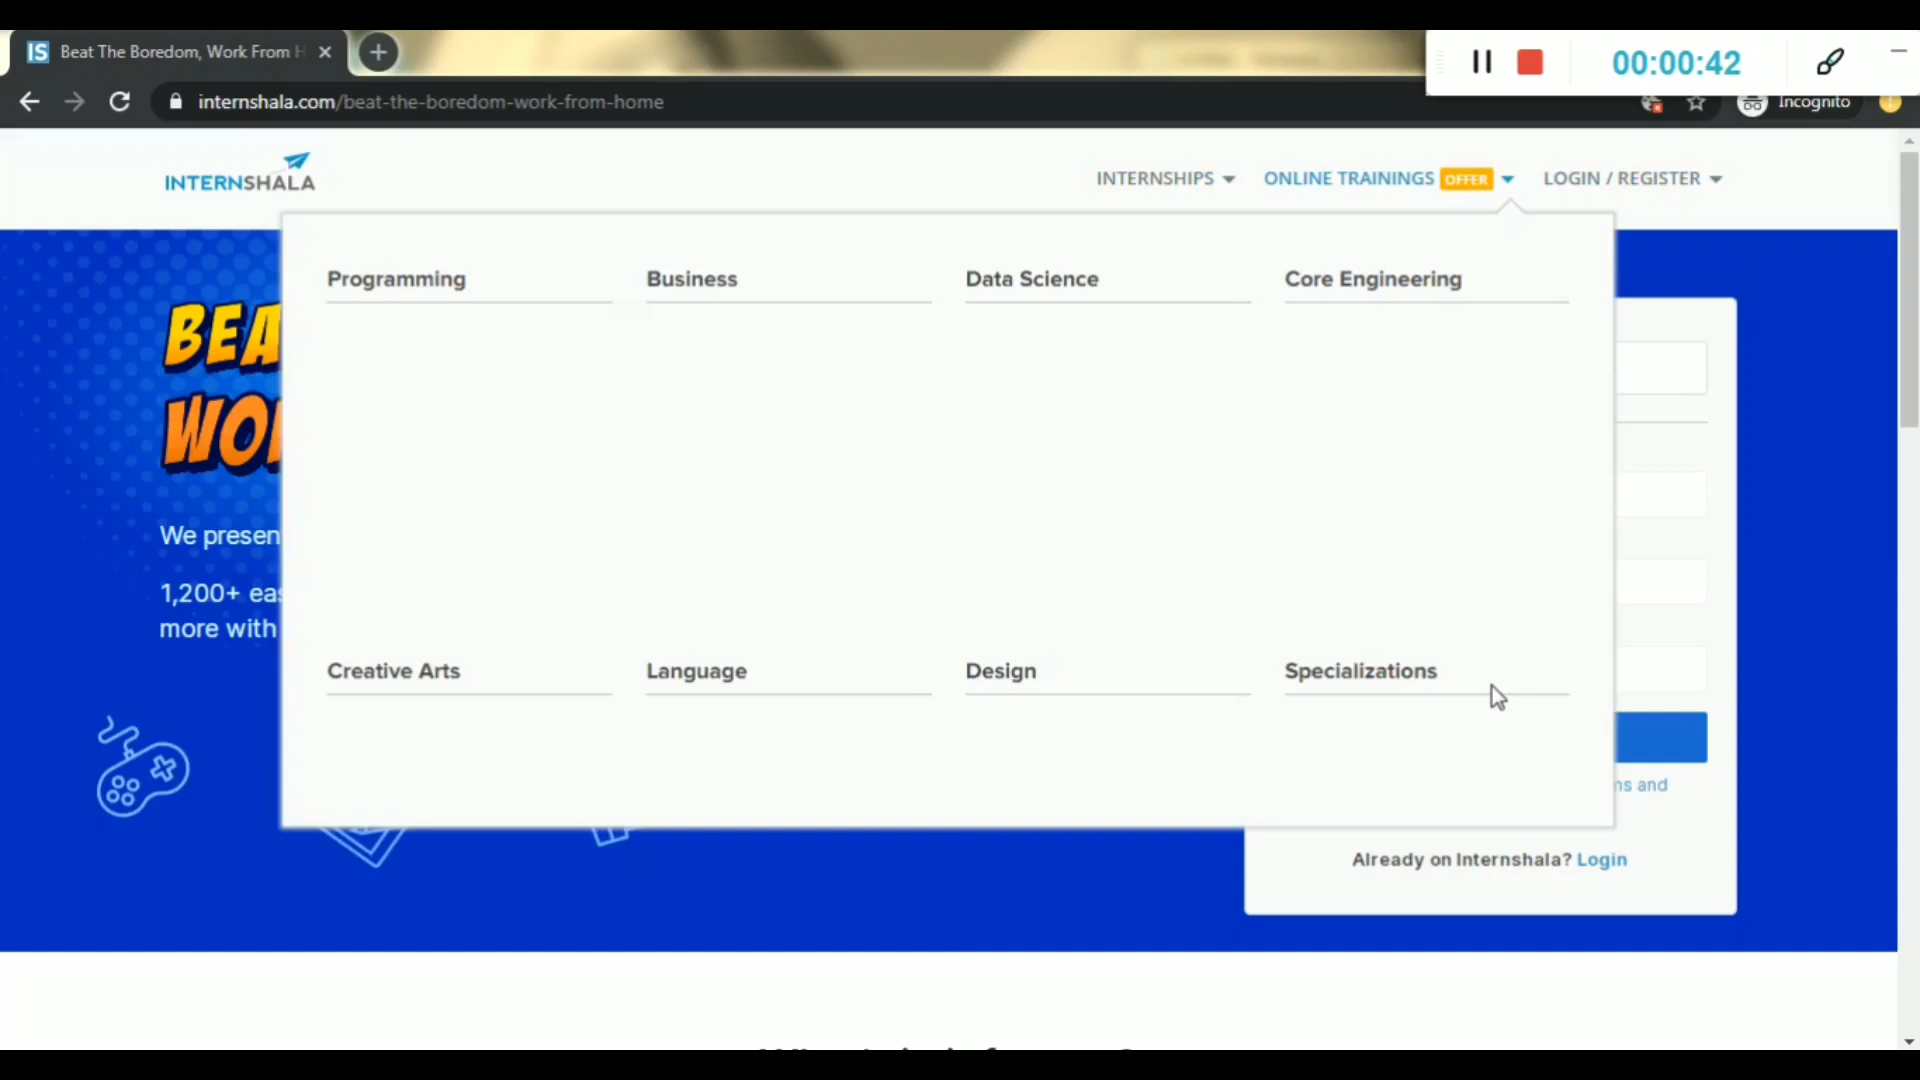 IS Beat The Boredom, Work From H
00:00:42
internshala.com/beat-the-boredom-work-from-home
Incognito
INTERNSHALA
INTERNSHIPS
ONLINE TRAININGS OFFER
LOGIN / REGISTER
Programming
Business
Data Science
Core Engineering
BEA
WO
We presen
1,200+ eas
more with
Creative Arts
Language
Design
Specializations
ns and
Already on Internshala? Login